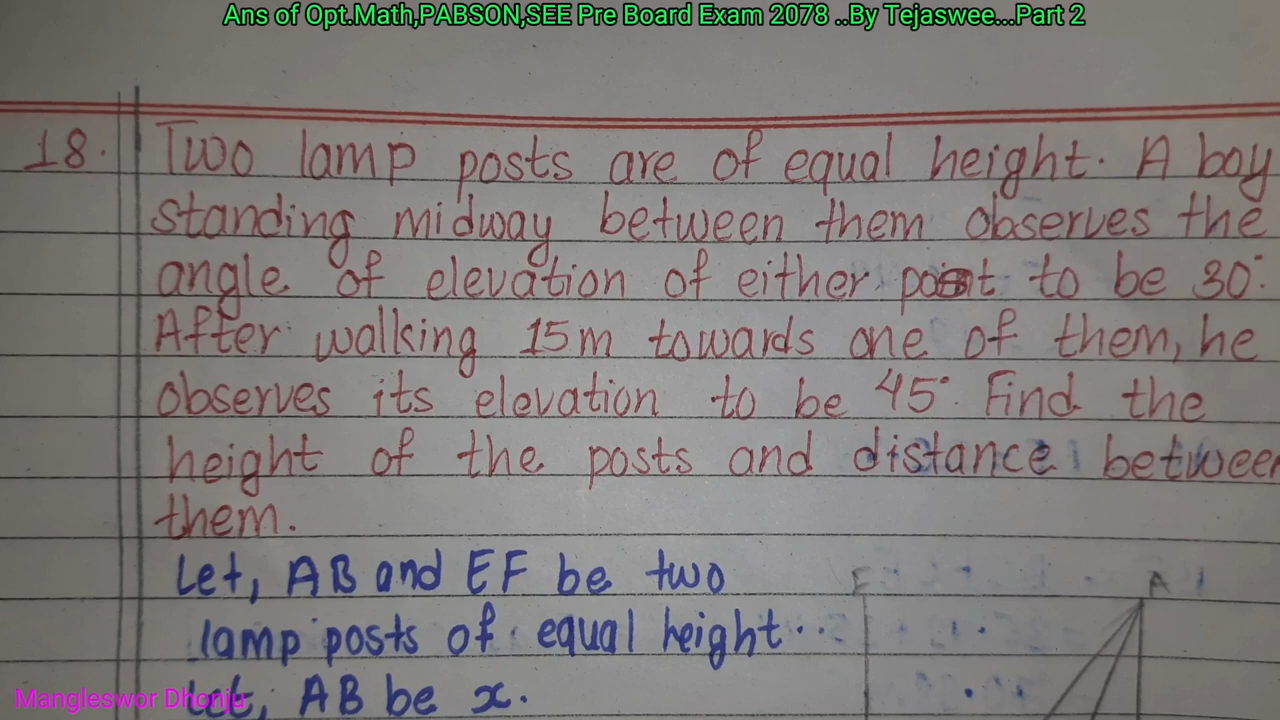 Ans of Opt.Math,PABSON,SEE Pre Board Exam 2078 ..By Tejaswee...Part 2
18. Two lamp posts are of equal height. A boy
standing midway between them observes the
angle of elevation of either post to be 30°.
After walking 15m towards one of them, he
observes its elevation to be 45°. Find the
height of the posts and distance between
them.
Let, AB and EF be two
lamp posts of equal height..
Let, AB be x.
E A
Mangleswor Dhonju